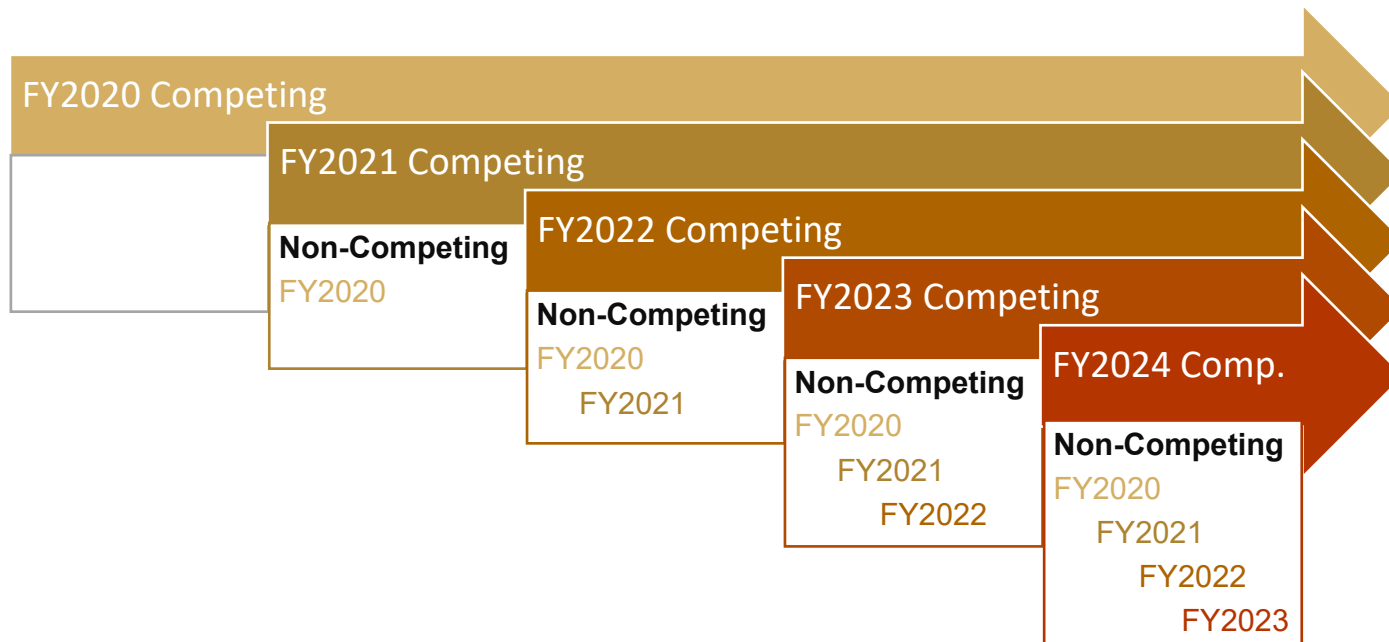 FY2020 Competing
FY2021 Competing
Non-Competing
FY2020
FY2022 Competing
Non-Competing
FY2020
FY2021
FY2023 Competing
Non-Competing
FY2020
FY2021
FY2022
FY2024 Comp.
Non-Competing
FY2020
FY2021
FY2022
FY2023